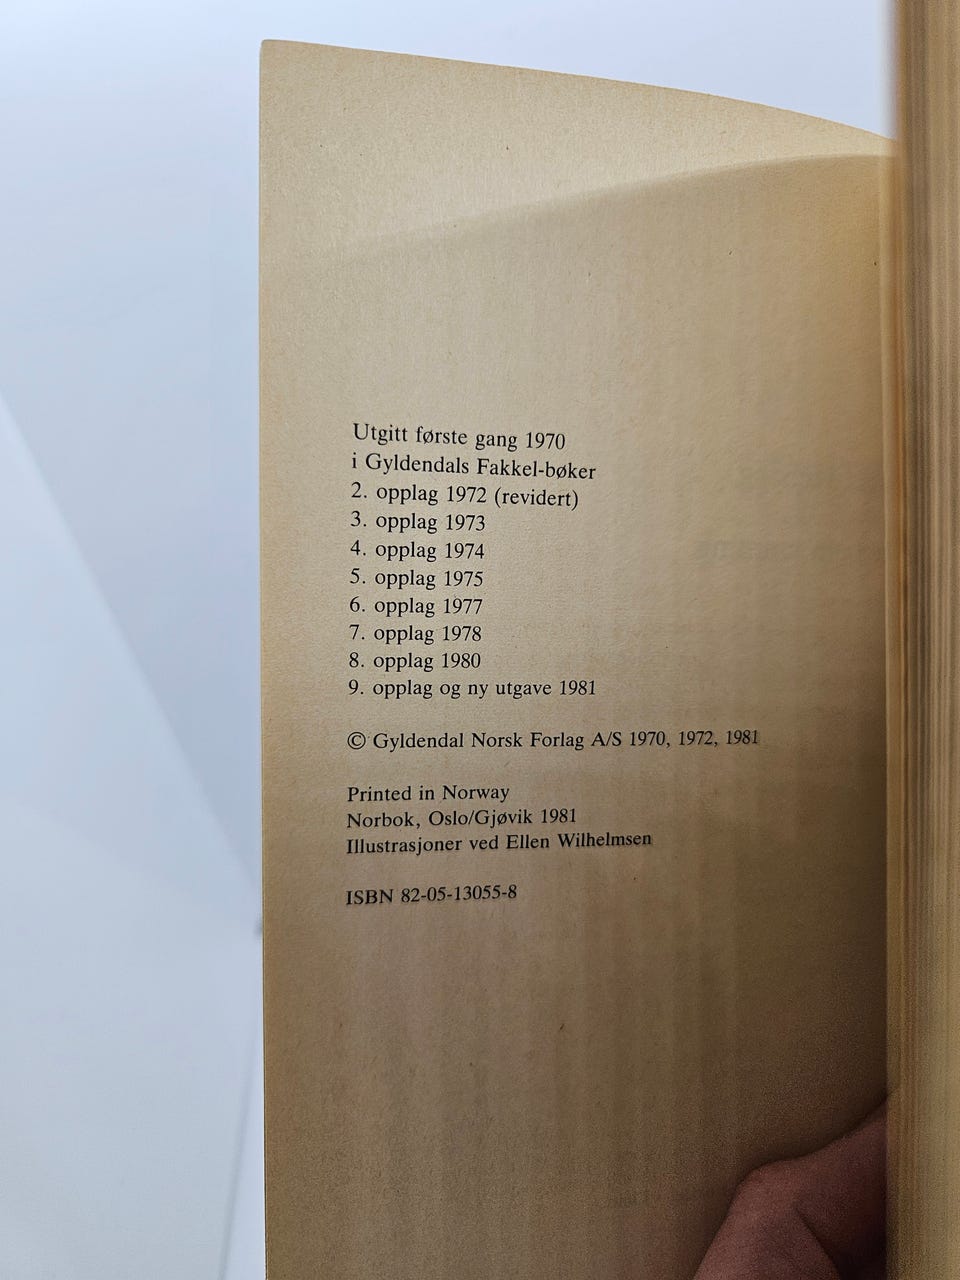 Utgitt første gang 1970
i Gyldendals Fakkel-bøker
2. opplag 1972 (revidert)
3. opplag 1973
4. opplag 1974
5. opplag 1975
6. opplag 1977
7. opplag 1978
8. opplag 1980
9. opplag og ny utgave 1981
© Gyldendal Norsk Forlag A/S 1970, 1972, 1981
Printed in Norway
Norbok, Oslo/Gjøvik 1981
Illustrasjoner ved Ellen Wilhelmsen
ISBN 82-05-13055-8